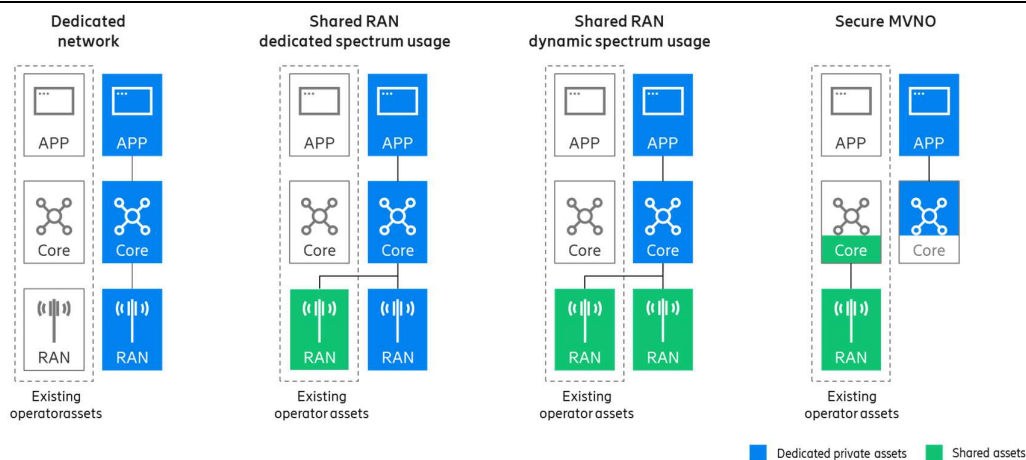 Dedicated
network
APP
APP
Core
Core
RAN
RAN
Existing
operatorassets
Shared RAN
dedicated spectrum usage
APP
APP
Core
Core
RAN
RAN
Existing
operator assets
Shared RAN
dynamic spectrum usage
APP
APP
Core
Core
RAN
RAN
Existing
operator assets
Secure MVNO
APP
APP
Core
Core
RAN
Existing
operator assets
Dedicated private assets
Shared assets